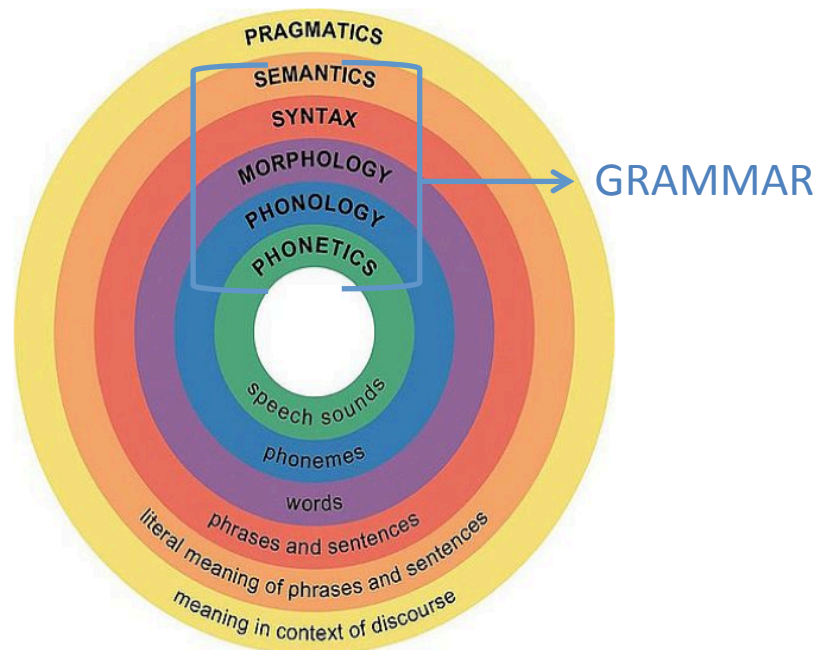 PRAGMATICS
SEMANTICS
SYNTAX
MORPHOLOGY
GRAMMAR
PHONOLOGY
PHONETICS
speech sounds
phonemes
words
phrases and sentences
literal meaning of phrases and sentences
meaning in context of discourse